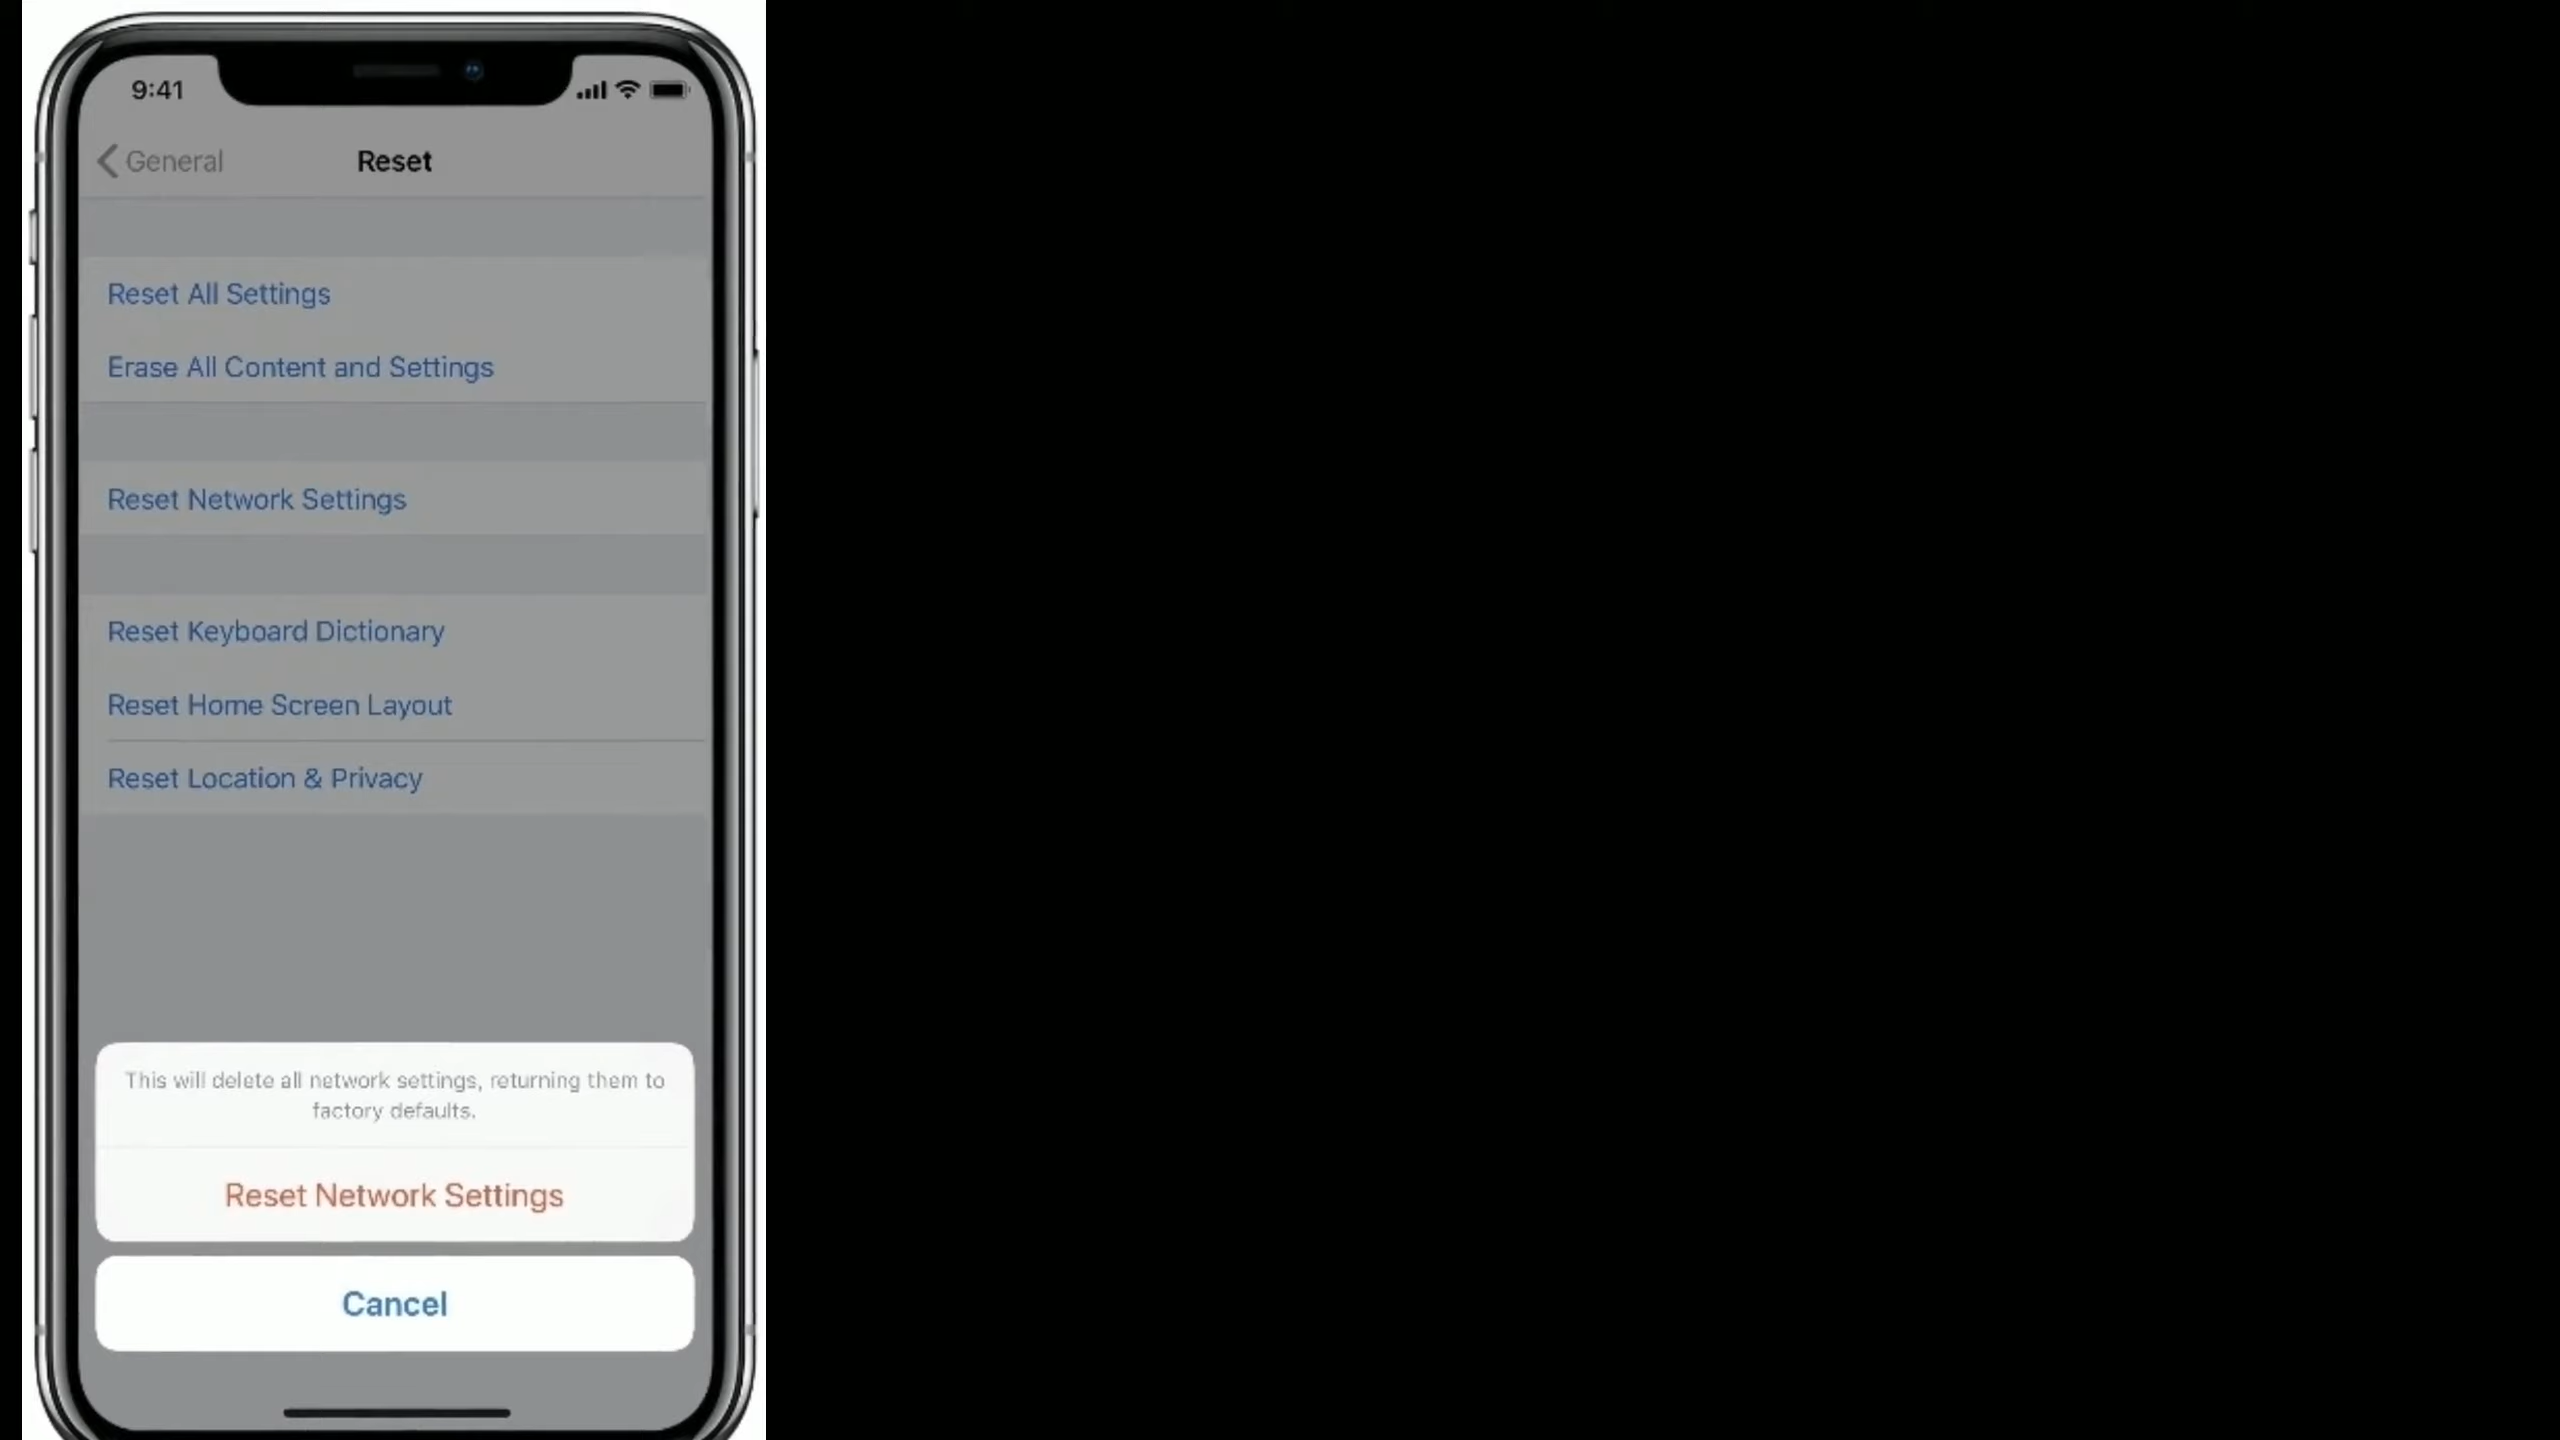 9:41
General
Reset
Reset All Settings
Erase All Content and Settings
Reset Network Settings
Reset Keyboard Dictionary
Reset Home Screen Layout
Reset Location & Privacy
This will delete all network settings, returning them to
factory defaults.
Reset Network Settings
Cancel